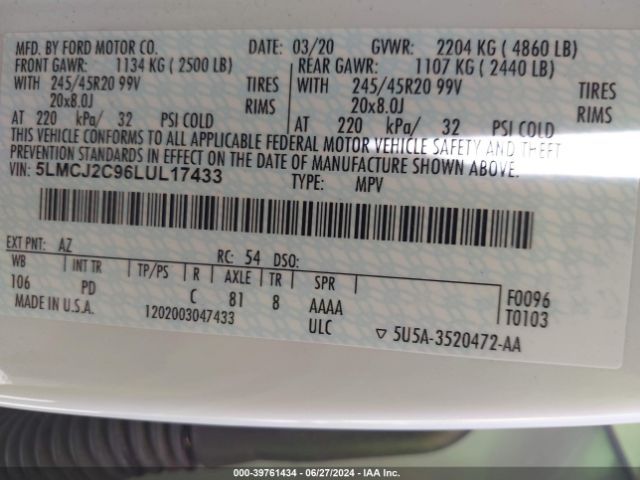 MFD. BY FORD MOTOR CO. DATE: 03/20 GVWR: 2204 KG ( 4860 LB)
FRONT GAWR: 1134 KG ( 2500 LB) REAR GAWR: 1107 KG ( 2440 LB)
WITH 245/45R20 99V TIRES WITH 245/45R20 99V TIRES
20x8.0J RIMS 20x8.0J RIMS
AT 220 kPa/ 32 PSI COLD AT 220 kPa/ 32 PSI COLD
THIS VEHICLE CONFORMS TO ALL APPLICABLE FEDERAL MOTOR VEHICLE SAFETY AND THEFT
PREVENTION STANDARDS IN EFFECT ON THE DATE OF MANUFACTURE SHOWN ABOVE.
VIN: 5LMCJ2C96LUL17433 TYPE: MPV
EXT PNT: AZ RC: 54 DSO:
WB INT TR TP/PS R AXLE TR SPR
106 PD C 81 8 AAAA F0096
MADE IN U.S.A. 1202003047433 ULC T0103
▽ 5U5A-3520472-AA
000-39761434 | 06/27/2024 | IAA Inc.